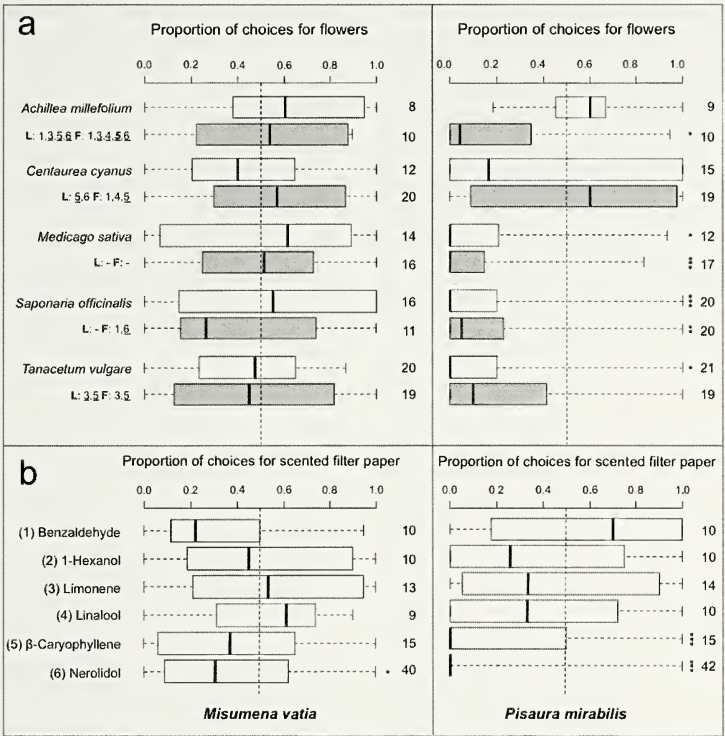 a
Proportion of choices for flowers
Proportion of choices for flowers
0.0 0.2 0.4 0.6 0.8 1.0
0.0 0.2 0.4 0.6 0.8 1.0
Achillea millefolium 8 9
L: 1,3,5,6 F: 1,3,4,5,6 10 * 10
Centaurea cyanus 12 15
L: 5,6 F: 1,4,5 20 19
Medicago sativa 14 * 12
L: - F: - 16 17
Saponaria officinalis 16 *** 20
L: - F: 1,6 11 ** 20
Tanacetum vulgare 20 * 21
L: 3,5 F: 3,5 19 19
b
Proportion of choices for scented filter paper
Proportion of choices for scented filter paper
0.0 0.2 0.4 0.6 0.8 1.0
0.0 0.2 0.4 0.6 0.8 1.0
(1) Benzaldehyde 10 10
(2) 1-Hexanol 10 10
(3) Limonene 13 14
(4) Linalool 9 10
(5) β-Caryophyllene 15 *** 15
(6) Nerolidol * 40 *** 42
Misumena vatia
Pisaura mirabilis